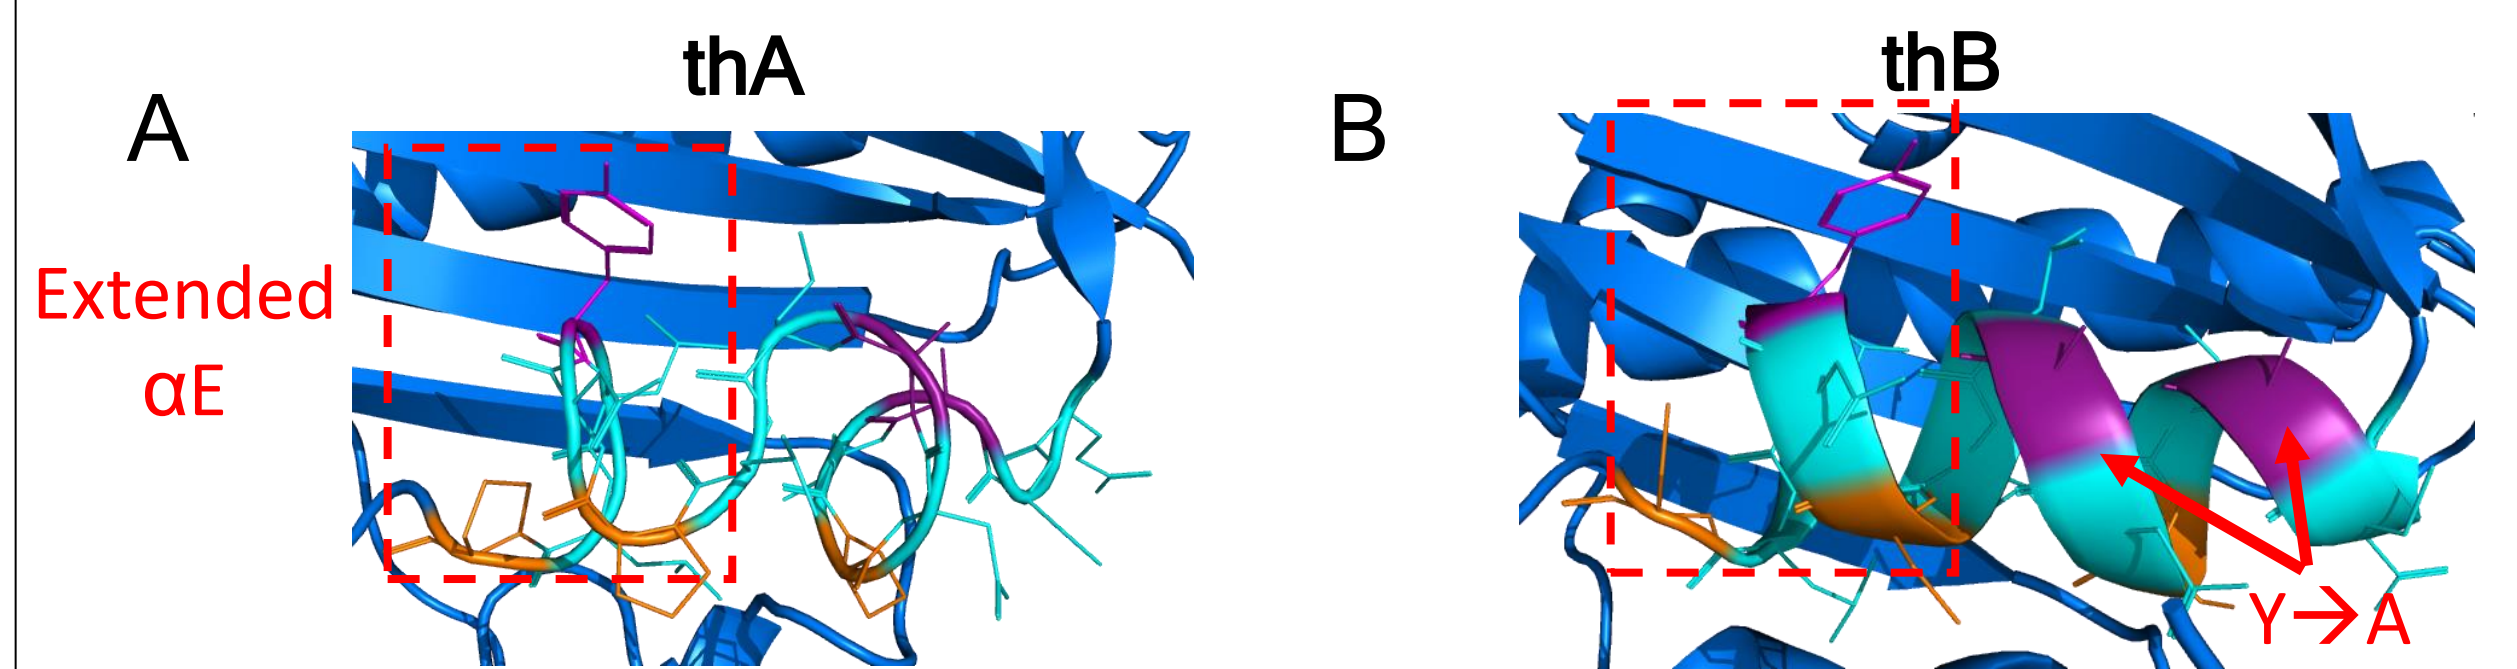 A
thA
Extended
αE
B
thB
Y→A